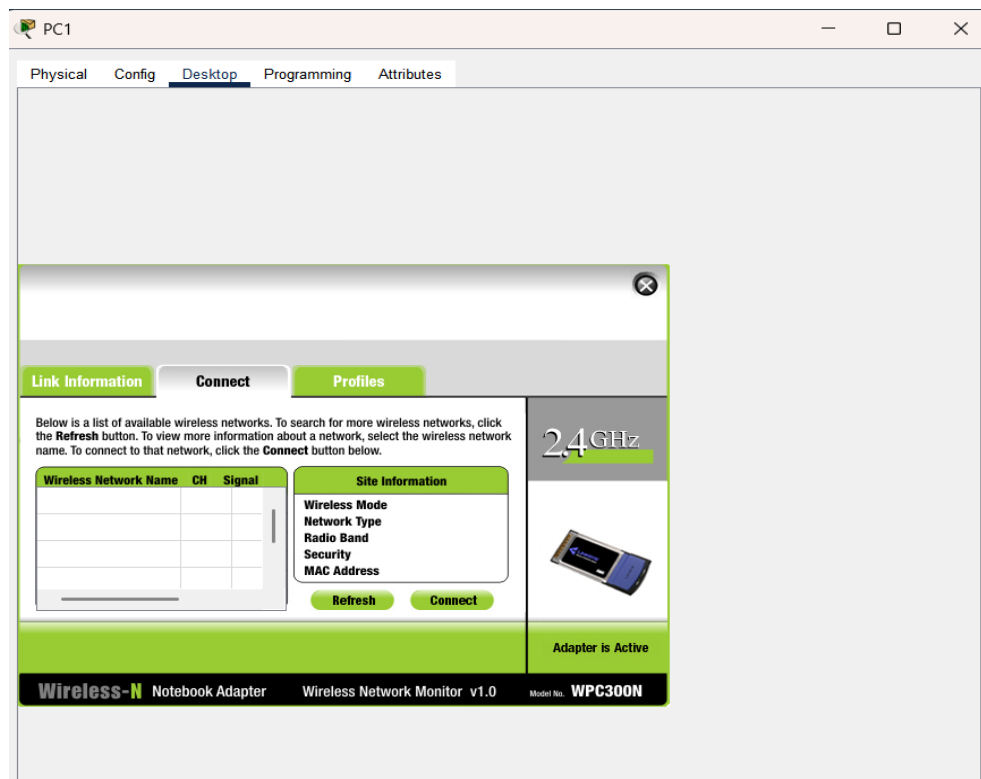 PC1
Physical Config Desktop Programming Attributes
Link Information Connect Profiles
Below is a list of available wireless networks. To search for more wireless networks, click
the Refresh button. To view more information about a network, select the wireless network
name. To connect to that network, click the Connect button below.
2.4GHz
Wireless Network Name CH Signal
Site Information
Wireless Mode
Network Type
Radio Band
Security
MAC Address
Refresh Connect
Adapter is Active
Wireless-N Notebook Adapter Wireless Network Monitor v1.0 Model No. WPC300N